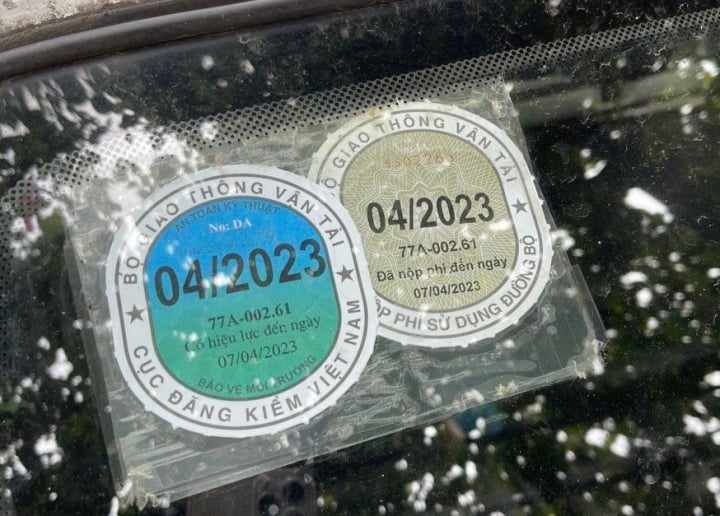 BỘ GIAO THÔNG VẬN TẢI
AN TOÀN KỸ THUẬT
No: DA
04/2023
77A-002.61
Có hiệu lực đến ngày
07/04/2023
BẢO VỆ MÔI TRƯỜNG
CỤC ĐĂNG KIỂM VIỆT NAM
GIAO THÔNG VẬN TẢI
04/2023
77A-002.61
Đã nộp phí đến ngày
07/04/2023
PHÍ SỬ DỤNG ĐƯỜNG BỘ